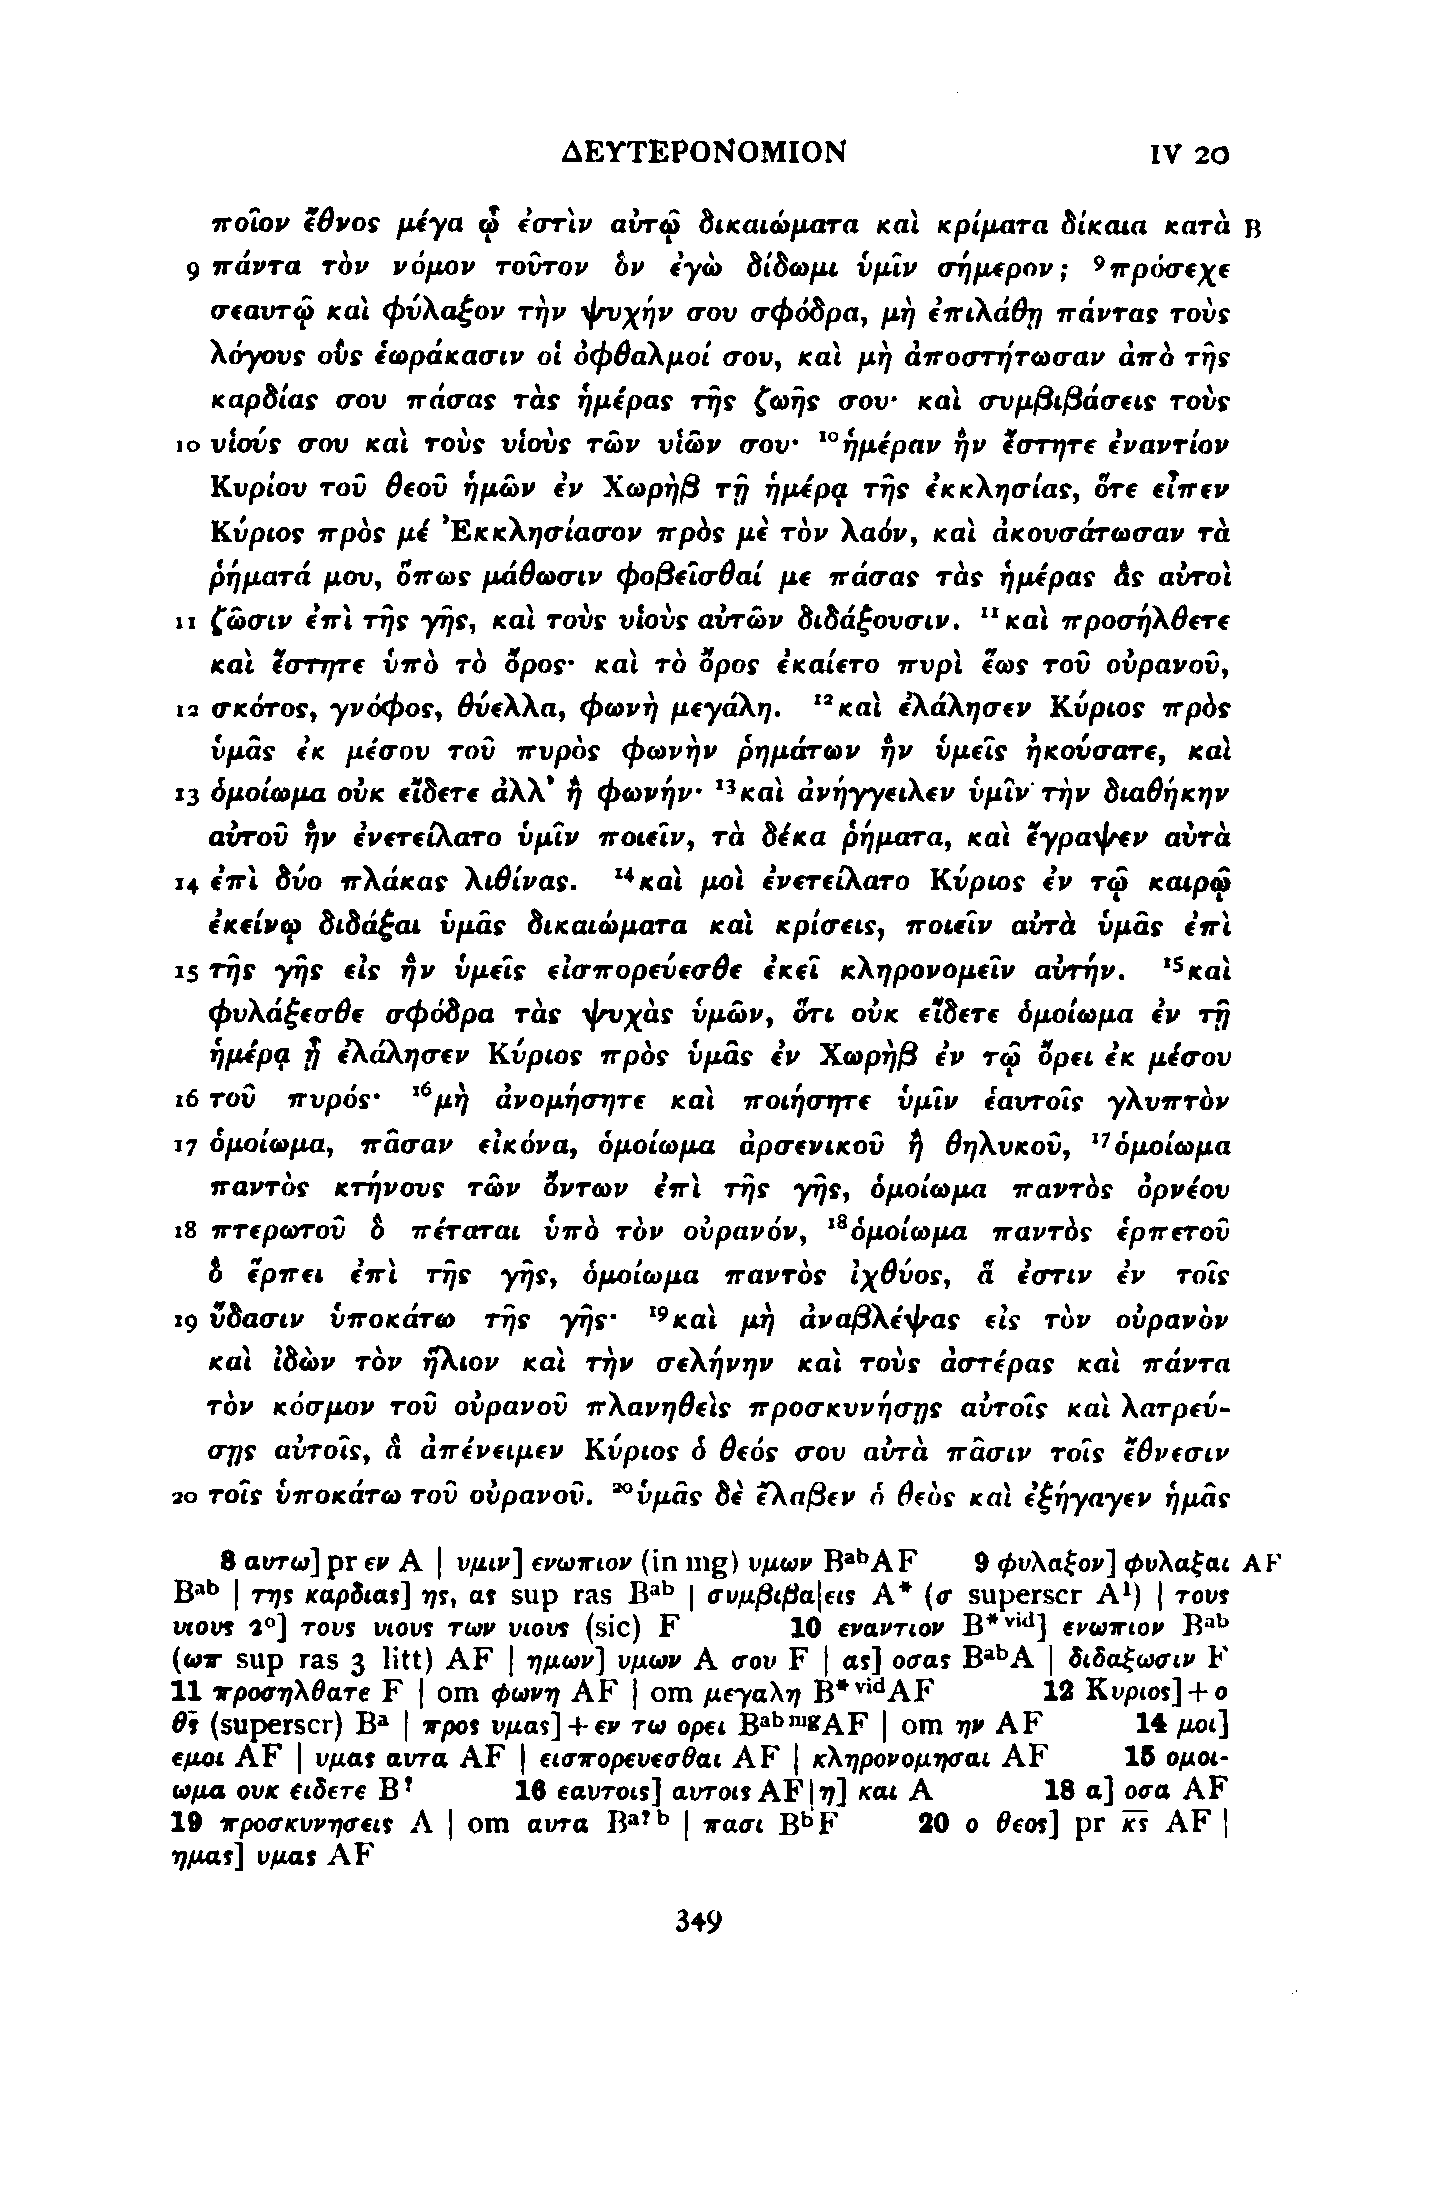 ΔΕΥΤΕΡΟΝΟΜΙΟΝ IV 20
ποῖον ἔθνος μέγα ᾧ ἐστὶν αὐτῷ δικαιώματα καὶ κρίματα δίκαια κατὰ B
9 πάντα τὸν νόμον τοῦτον ὃν ἐγὼ δίδωμι ὑμῖν σήμερον; ⁹πρόσεχε
σεαυτῷ καὶ φύλαξον τὴν ψυχήν σου σφόδρα, μὴ ἐπιλάθῃ πάντας τοὺς
λόγους οὓς ἑωράκασιν οἱ ὀφθαλμοί σου, καὶ μὴ ἀποστήτωσαν ἀπὸ τῆς
καρδίας σου πάσας τὰς ἡμέρας τῆς ζωῆς σου· καὶ συμβιβάσεις τοὺς
10 υἱούς σου καὶ τοὺς υἱοὺς τῶν υἱῶν σου· ¹⁰ἡμέραν ἣν ἔστητε ἐναντίον
Κυρίου τοῦ θεοῦ ἡμῶν ἐν Χωρὴβ τῇ ἡμέρᾳ τῆς ἐκκλησίας, ὅτε εἶπεν
Κύριος πρὸς μέ Ἐκκλησίασον πρὸς μὲ τὸν λαόν, καὶ ἀκουσάτωσαν τὰ
ῥήματά μου, ὅπως μάθωσιν φοβεῖσθαί με πάσας τὰς ἡμέρας ἃς αὐτοὶ
11 ζῶσιν ἐπὶ τῆς γῆς, καὶ τοὺς υἱοὺς αὐτῶν διδάξουσιν. ¹¹καὶ προσήλθετε
καὶ ἔστητε ὑπὸ τὸ ὄρος· καὶ τὸ ὄρος ἐκαίετο πυρὶ ἕως τοῦ οὐρανοῦ,
12 σκότος, γνόφος, θύελλα, φωνὴ μεγάλη. ¹²καὶ ἐλάλησεν Κύριος πρὸς
ὑμᾶς ἐκ μέσου τοῦ πυρὸς φωνὴν ῥημάτων ἣν ὑμεῖς ἠκούσατε, καὶ
13 ὁμοίωμα οὐκ εἴδετε ἀλλ’ ἢ φωνήν· ¹³καὶ ἀνήγγειλεν ὑμῖν τὴν διαθήκην
αὐτοῦ ἣν ἐνετείλατο ὑμῖν ποιεῖν, τὰ δέκα ῥήματα, καὶ ἔγραψεν αὐτὰ
14 ἐπὶ δύο πλάκας λιθίνας. ¹⁴καὶ μοὶ ἐνετείλατο Κύριος ἐν τῷ καιρῷ
ἐκείνῳ διδάξαι ὑμᾶς δικαιώματα καὶ κρίσεις, ποιεῖν αὐτὰ ὑμᾶς ἐπὶ
15 τῆς γῆς εἰς ἣν ὑμεῖς εἰσπορεύεσθε ἐκεῖ κληρονομεῖν αὐτήν. ¹⁵καὶ
φυλάξεσθε σφόδρα τὰς ψυχὰς ὑμῶν, ὅτι οὐκ εἴδετε ὁμοίωμα ἐν τῇ
ἡμέρᾳ ᾗ ἐλάλησεν Κύριος πρὸς ὑμᾶς ἐν Χωρὴβ ἐν τῷ ὄρει ἐκ μέσου
16 τοῦ πυρός· ¹⁶μὴ ἀνομήσητε καὶ ποιήσητε ὑμῖν ἑαυτοῖς γλυπτὸν
17 ὁμοίωμα, πᾶσαν εἰκόνα, ὁμοίωμα ἀρσενικοῦ ἢ θηλυκοῦ, ¹⁷ὁμοίωμα
παντὸς κτήνους τῶν ὄντων ἐπὶ τῆς γῆς, ὁμοίωμα παντὸς ὀρνέου
18 πτερωτοῦ ὃ πέταται ὑπὸ τὸν οὐρανόν, ¹⁸ὁμοίωμα παντὸς ἑρπετοῦ
ὃ ἕρπει ἐπὶ τῆς γῆς, ὁμοίωμα παντὸς ἰχθύος, ἅ ἐστιν ἐν τοῖς
19 ὕδασιν ὑποκάτω τῆς γῆς· ¹⁹καὶ μὴ ἀναβλέψας εἰς τὸν οὐρανὸν
καὶ ἰδὼν τὸν ἥλιον καὶ τὴν σελήνην καὶ τοὺς ἀστέρας καὶ πάντα
τὸν κόσμον τοῦ οὐρανοῦ πλανηθεὶς προσκυνήσῃς αὐτοῖς καὶ λατρεύ-
σῃς αὐτοῖς, ἃ ἀπένειμεν Κύριος ὁ θεός σου αὐτὰ πᾶσιν τοῖς ἔθνεσιν
20 τοῖς ὑποκάτω τοῦ οὐρανοῦ. ²⁰ὑμᾶς δὲ ἔλαβεν ὁ θεὸς καὶ ἐξήγαγεν ἡμᾶς
8 αυτω] pr εν A | υμιν] ενωπιον (in mg) υμων BᵃᵇAF 9 φυλαξον] φυλαξαι AF
Bᵃᵇ | της καρδιας] ης, ας sup ras Bᵃᵇ | συμβιβα|εις A* (σ superscr A¹) | τους
υιους 2°] τους υιους των υιους (sic) F 10 εναντιον B*ᵛⁱᵈ] ενωπιον Bᵃᵇ
(ωπ sup ras 3 litt) AF | ημων] υμων A σου F | ας] οσας BᵃᵇA | διδαξωσιν F
11 προσηλθατε F | om φωνη AF | om μεγαλη B*ᵛⁱᵈAF 12 Κυριος] + ο
θ̅ς̅ (superscr) Bᵃ | προς υμας] + εν τω ορει BᵃᵇᵐᵍAF | om ην AF 14 μοι]
εμοι AF | υμας αυτα AF | εισπορευεσθαι AF | κληρονομησαι AF 15 ομοι-
ωμα ουκ ειδετε B? 16 εαυτοις] αυτοις AF | η] και A 18 α] οσα AF
19 προσκυνησεις A | om αυτα Bᵃ?ᵇ | πασι BᵇF 20 ο θεος] pr κ̅ς̅ AF |
ημας] υμας AF
349